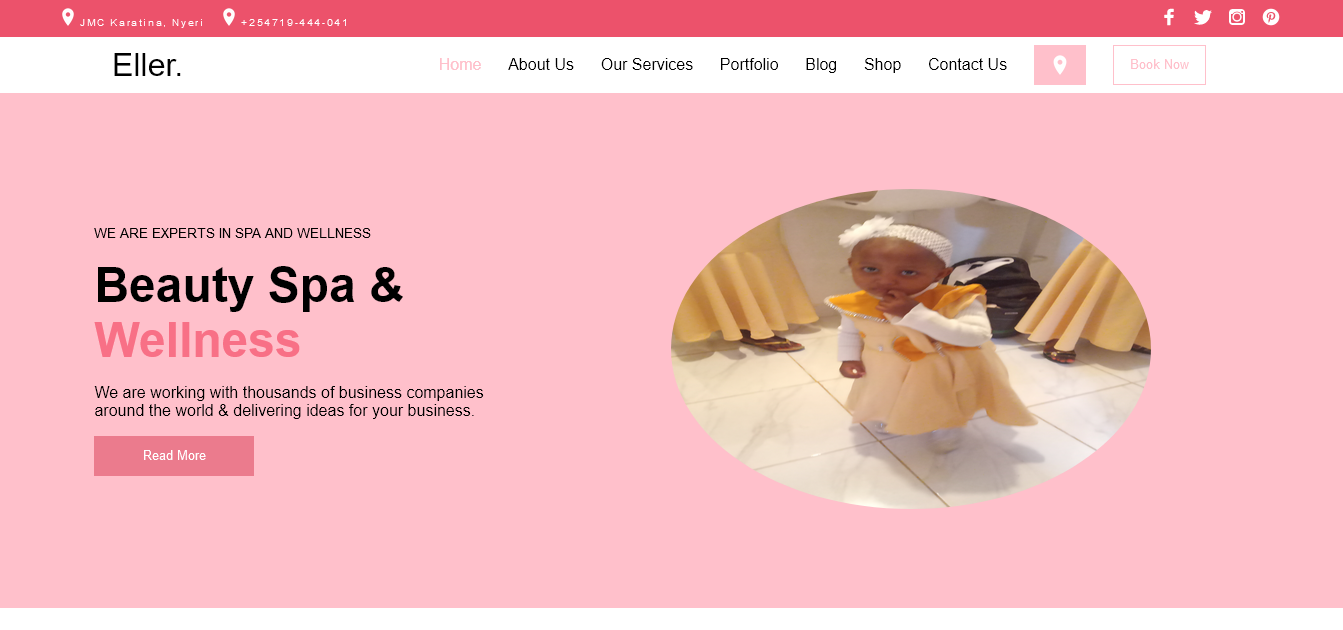 JMC Karatina, Nyeri
+254719-444-041
Eller.
Home
About Us
Our Services
Portfolio
Blog
Shop
Contact Us
Book Now
WE ARE EXPERTS IN SPA AND WELLNESS
Beauty Spa &
Wellness
We are working with thousands of business companies
around the world & delivering ideas for your business.
Read More